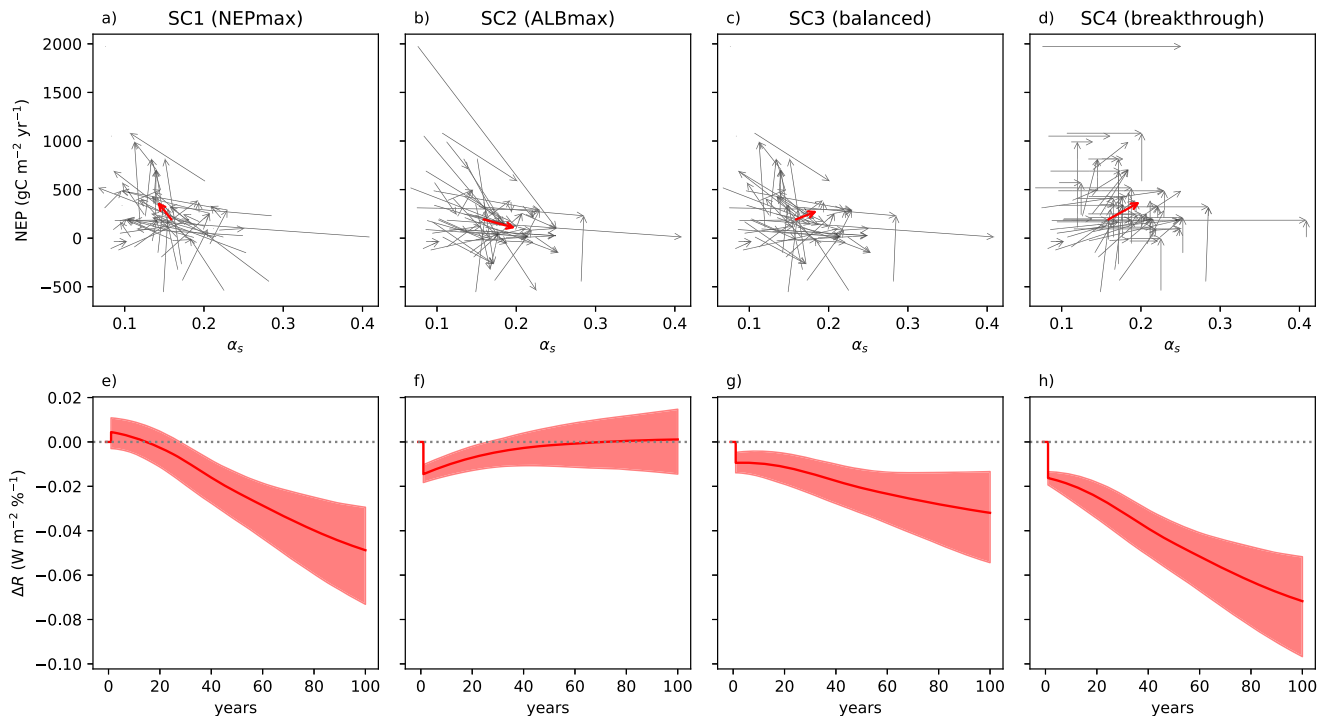 a) SC1 (NEPmax)
b) SC2 (ALBmax)
c) SC3 (balanced)
d) SC4 (breakthrough)
NEP (gC m⁻² yr⁻¹)
2000
1500
1000
500
0
−500
0.1 0.2 0.3 0.4
αs
0.1 0.2 0.3 0.4
αs
0.1 0.2 0.3 0.4
αs
0.1 0.2 0.3 0.4
αs
e)
f)
g)
h)
ΔR (W m⁻² %⁻¹)
0.02
0.00
−0.02
−0.04
−0.06
−0.08
−0.10
0 20 40 60 80 100
years
0 20 40 60 80 100
years
0 20 40 60 80 100
years
0 20 40 60 80 100
years